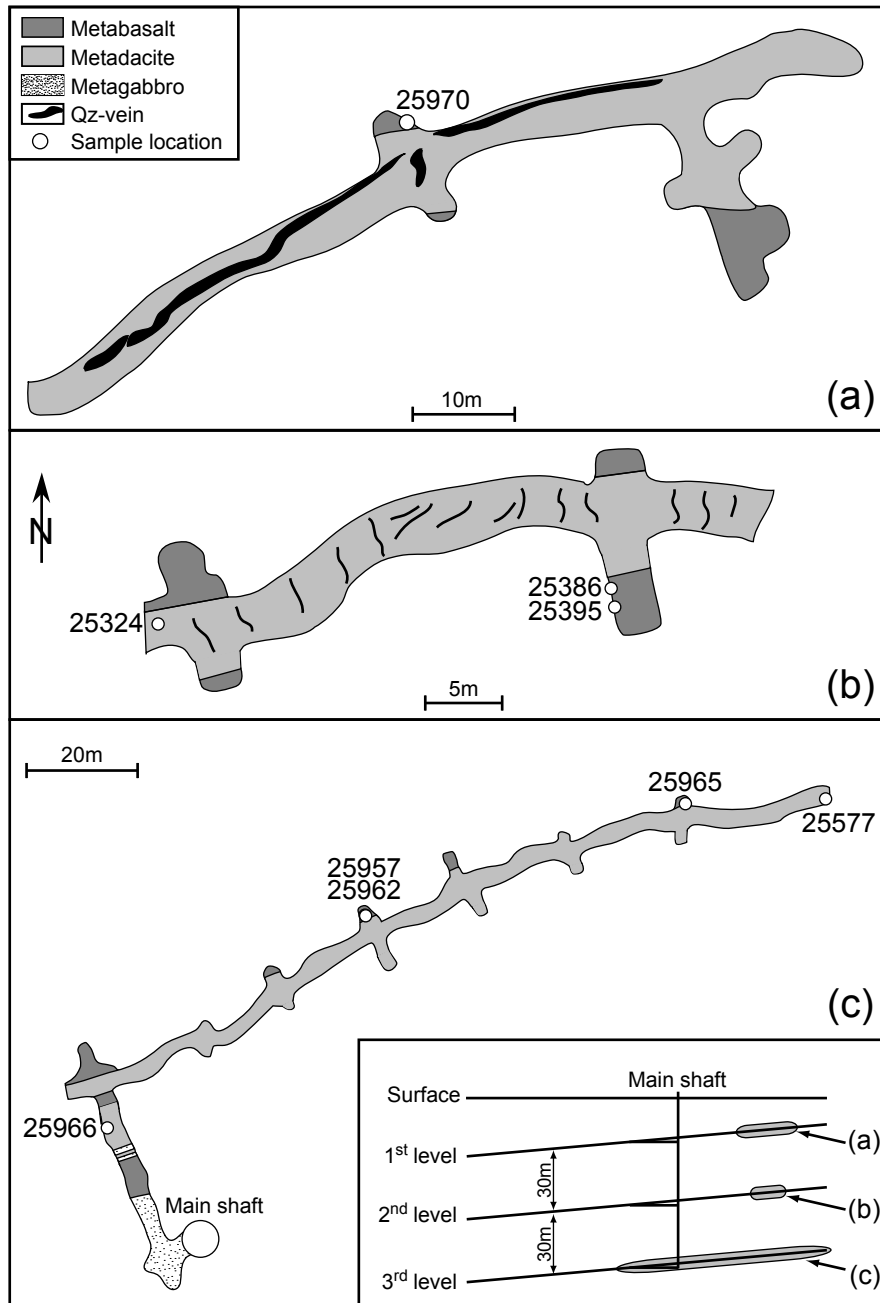 Metabasalt
Metadacite
Metagabbro
Qz-vein
Sample location
25970
10m
(a)
N
25324
25386
25395
5m
(b)
20m
25965
25577
25957
25962
(c)
25966
Main shaft
Main shaft
Surface
1st level
30m
(a)
2nd level
30m
(b)
3rd level
(c)